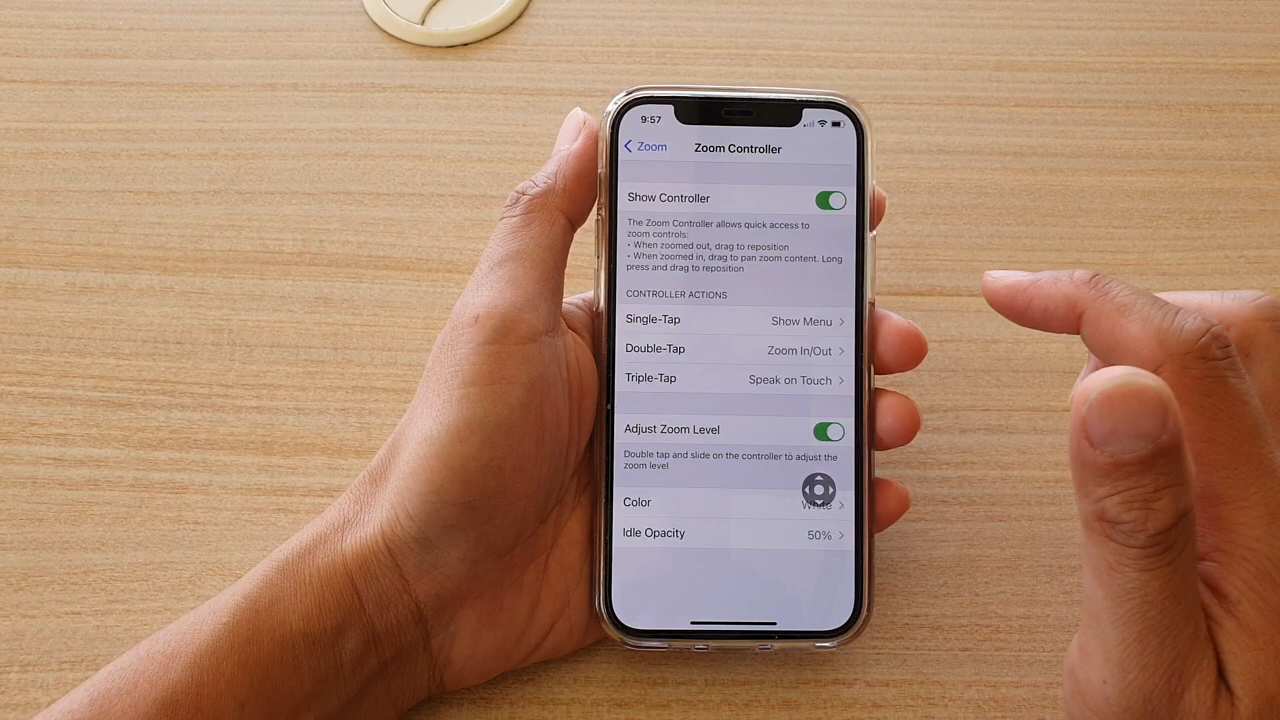 9:57
Zoom
Zoom Controller
Show Controller
The Zoom Controller allows quick access to
zoom controls:
• When zoomed out, drag to reposition
• When zoomed in, drag to pan zoom content. Long
press and drag to reposition
CONTROLLER ACTIONS
Single-Tap Show Menu
Double-Tap Zoom In/Out
Triple-Tap Speak on Touch
Adjust Zoom Level
Double tap and slide on the controller to adjust the
zoom level
Color White
Idle Opacity 50%